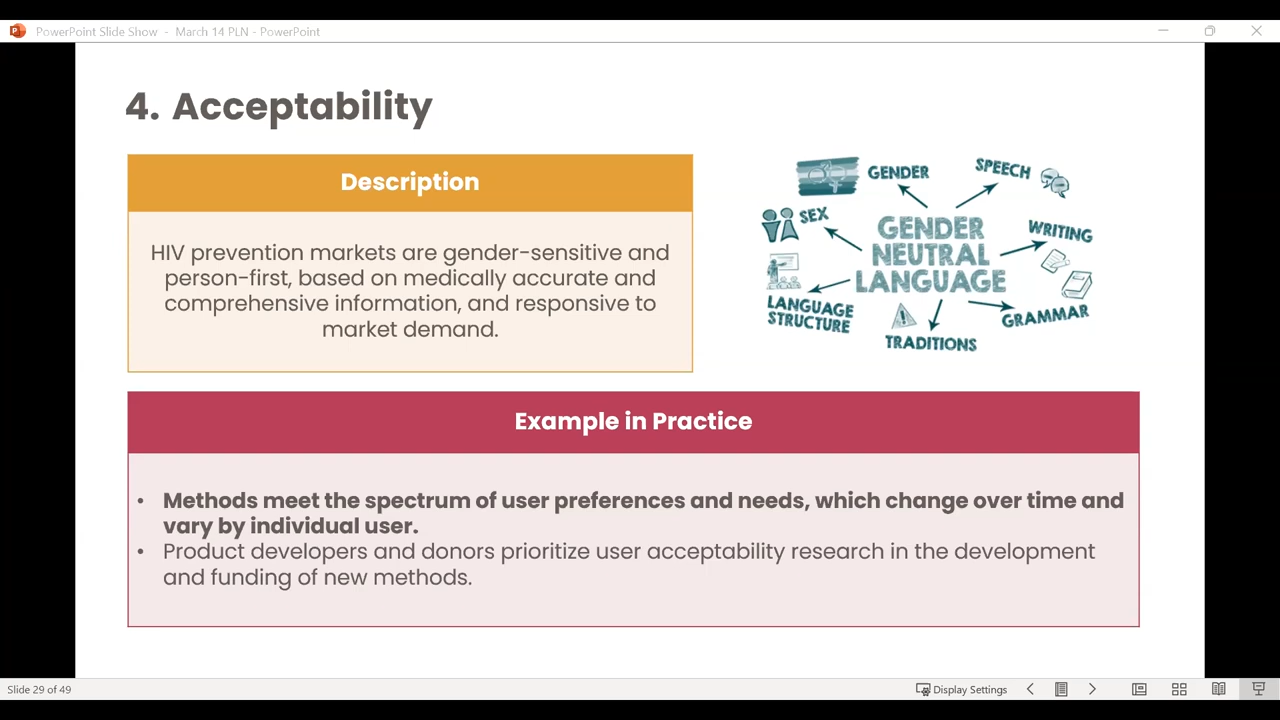 PowerPoint Slide Show - March 14 PLN - PowerPoint
4. Acceptability
Description
HIV prevention markets are gender-sensitive and
person-first, based on medically accurate and
comprehensive information, and responsive to
market demand.
GENDER
SPEECH
SEX
GENDER
NEUTRAL
LANGUAGE
WRITING
LANGUAGE
STRUCTURE
GRAMMAR
TRADITIONS
Example in Practice
• Methods meet the spectrum of user preferences and needs, which change over time and
vary by individual user.
• Product developers and donors prioritize user acceptability research in the development
and funding of new methods.
Slide 29 of 49
Display Settings